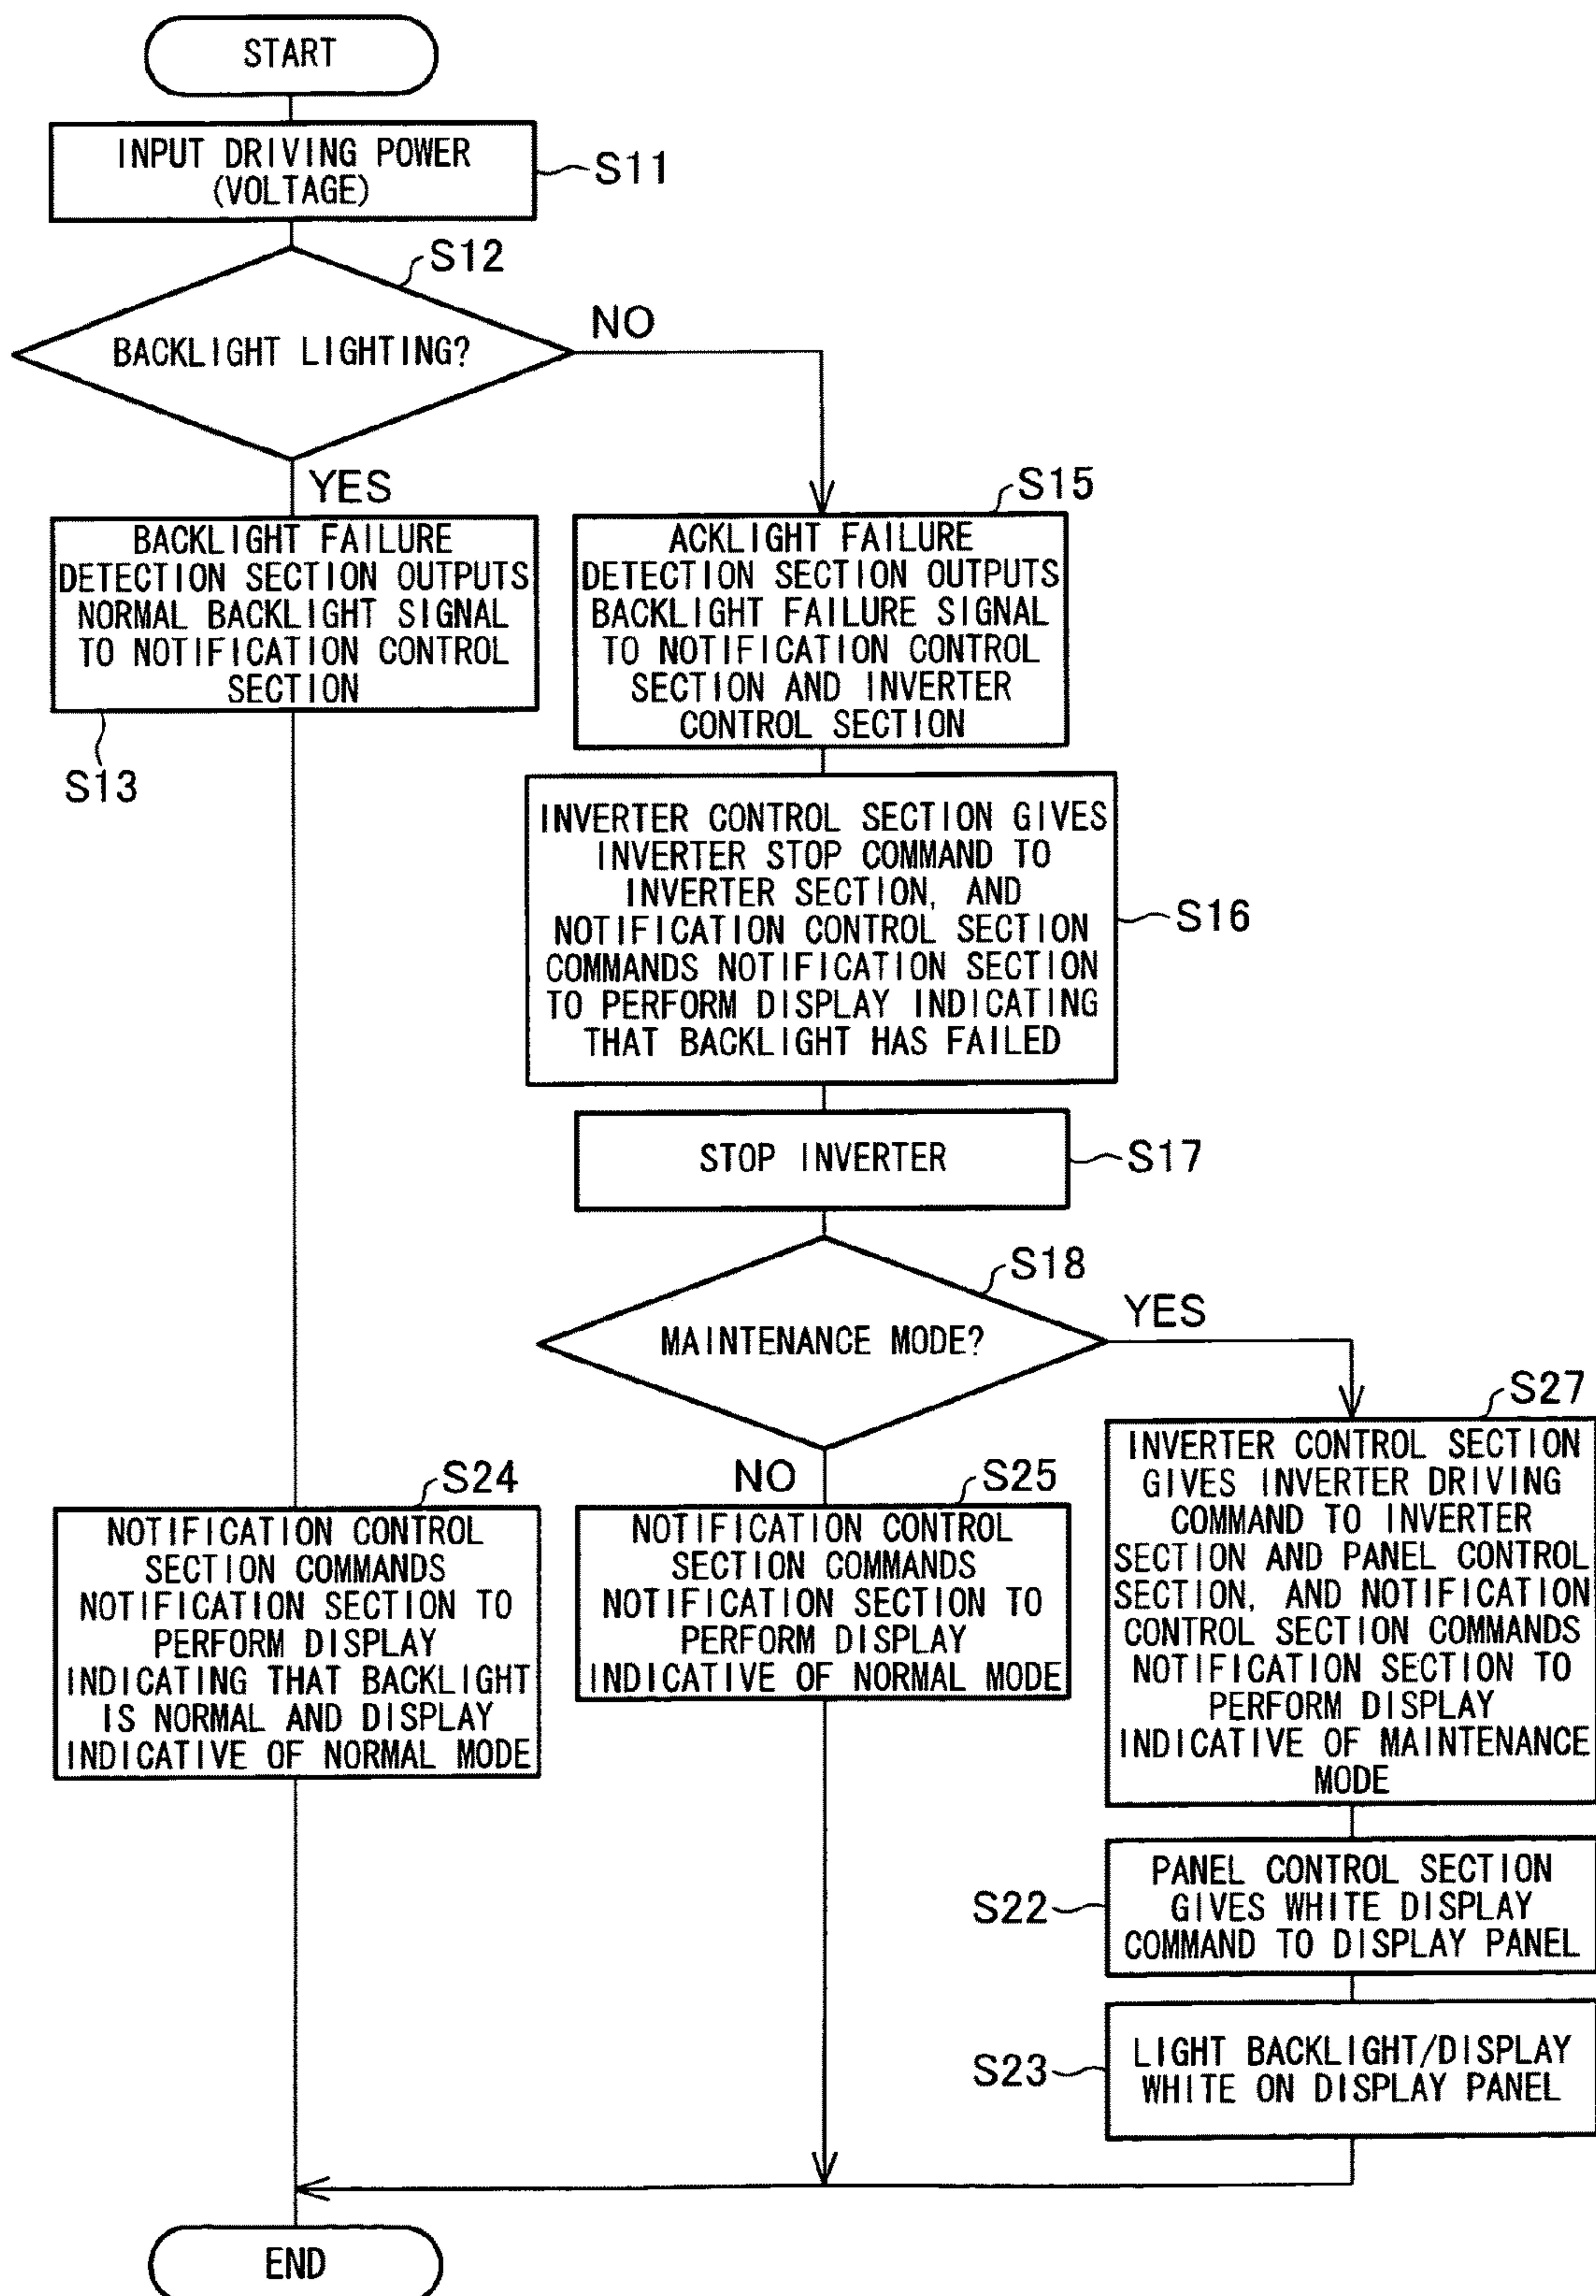 START
INPUT DRIVING POWER
(VOLTAGE)
S11
S12
BACKLIGHT LIGHTING?
NO
YES
BACKLIGHT FAILURE
DETECTION SECTION OUTPUTS
NORMAL BACKLIGHT SIGNAL
TO NOTIFICATION CONTROL
SECTION
S13
S15
ACKLIGHT FAILURE
DETECTION SECTION OUTPUTS
BACKLIGHT FAILURE SIGNAL
TO NOTIFICATION CONTROL
SECTION AND INVERTER
CONTROL SECTION
INVERTER CONTROL SECTION GIVES
INVERTER STOP COMMAND TO
INVERTER SECTION, AND
NOTIFICATION CONTROL SECTION
COMMANDS NOTIFICATION SECTION
TO PERFORM DISPLAY INDICATING
THAT BACKLIGHT HAS FAILED
S16
STOP INVERTER
S17
S18
MAINTENANCE MODE?
YES
NO
S24
NOTIFICATION CONTROL
SECTION COMMANDS
NOTIFICATION SECTION TO
PERFORM DISPLAY
INDICATING THAT BACKLIGHT
IS NORMAL AND DISPLAY
INDICATIVE OF NORMAL MODE
S25
NOTIFICATION CONTROL
SECTION COMMANDS
NOTIFICATION SECTION TO
PERFORM DISPLAY
INDICATIVE OF NORMAL MODE
S27
INVERTER CONTROL SECTION
GIVES INVERTER DRIVING
COMMAND TO INVERTER
SECTION AND PANEL CONTROL
SECTION, AND NOTIFICATION
CONTROL SECTION COMMANDS
NOTIFICATION SECTION TO
PERFORM DISPLAY
INDICATIVE OF MAINTENANCE
MODE
S22
PANEL CONTROL SECTION
GIVES WHITE DISPLAY
COMMAND TO DISPLAY PANEL
S23
LIGHT BACKLIGHT/DISPLAY
WHITE ON DISPLAY PANEL
END